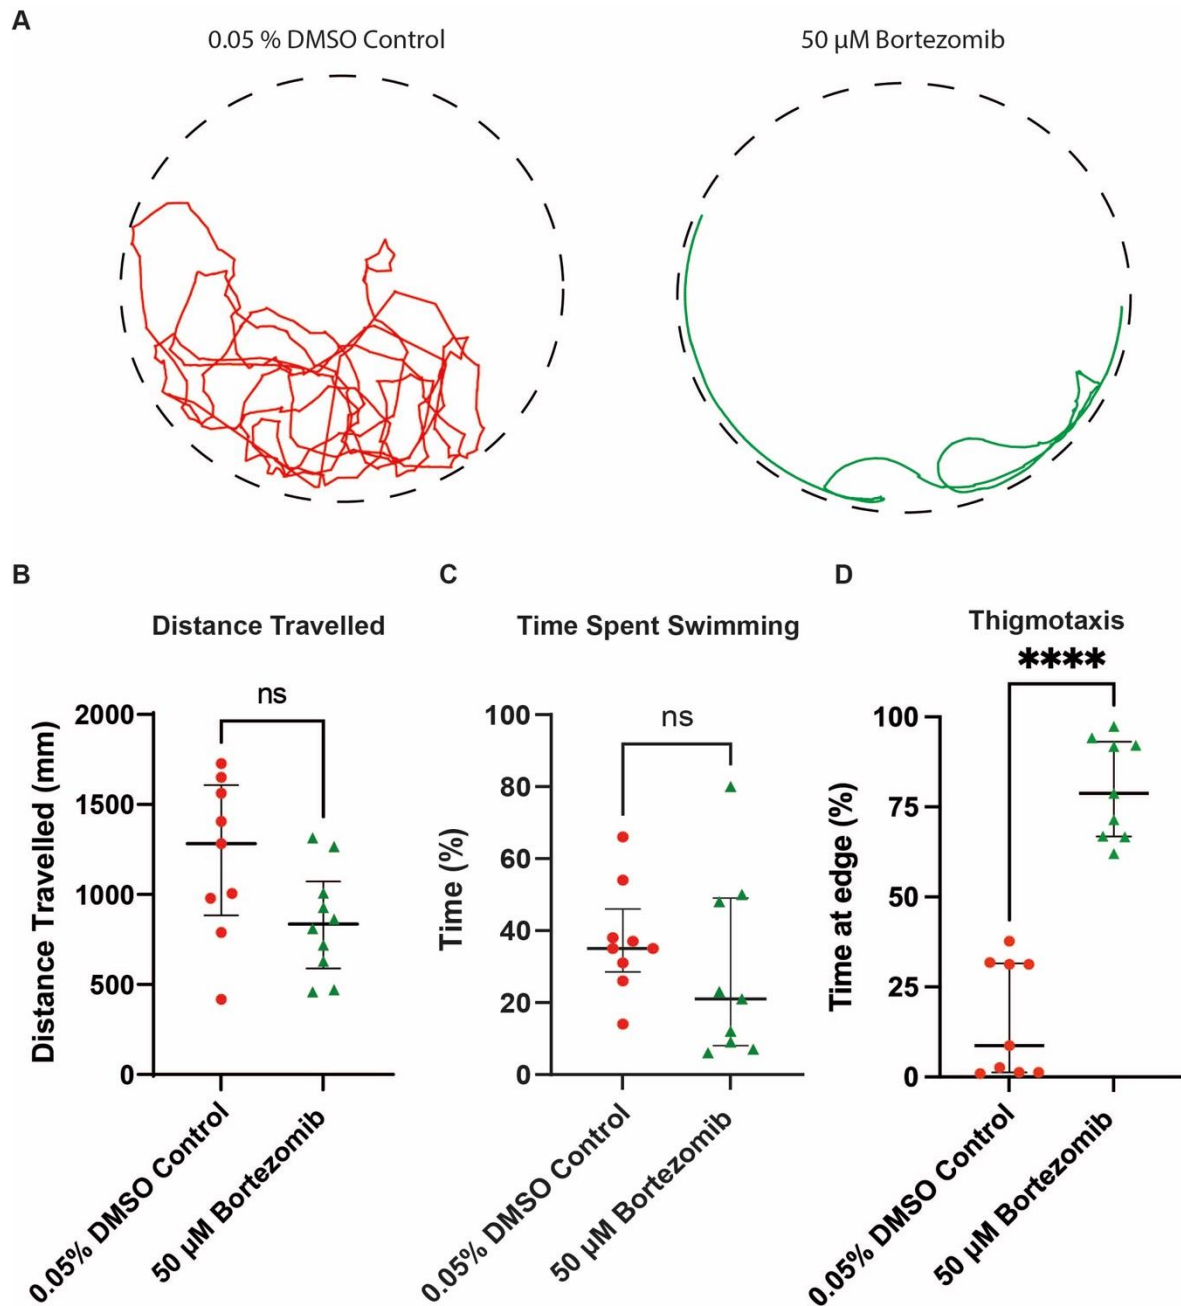 A
0.05 % DMSO Control
50 µM Bortezomib
B
C
D
Distance Travelled
Time Spent Swimming
Thigmotaxis
ns
ns
****
Distance Travelled (mm)
2000
1500
1000
500
0
0.05% DMSO Control
50 µM Bortezomib
Time (%)
100
80
60
40
20
0
0.05% DMSO Control
50 µM Bortezomib
Time at edge (%)
100
75
50
25
0
0.05% DMSO Control
50 µM Bortezomib